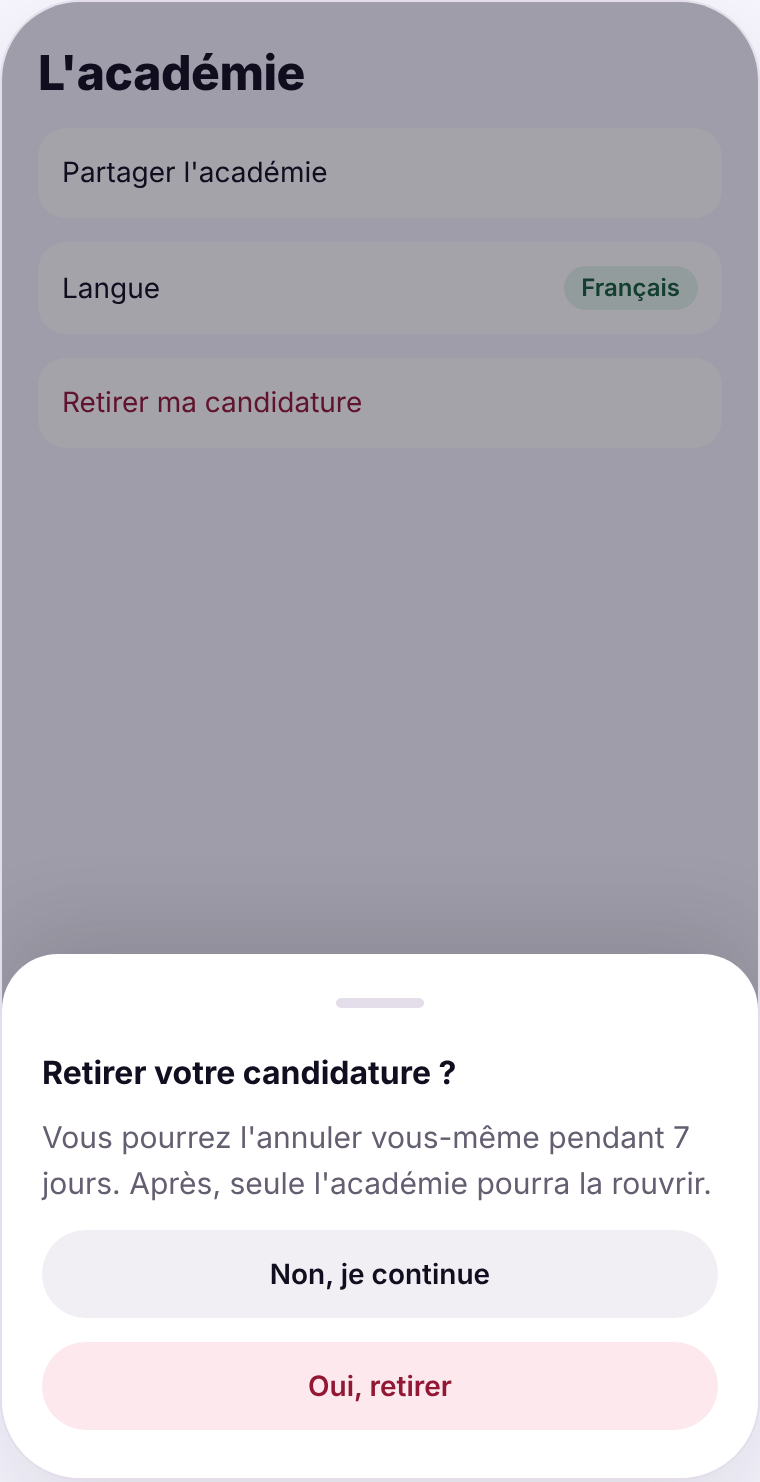 L'académie
Partager l'académie
Langue
Français
Retirer ma candidature
Retirer votre candidature ?
Vous pourrez l'annuler vous-même pendant 7
jours. Après, seule l'académie pourra la rouvrir.
Non, je continue
Oui, retirer